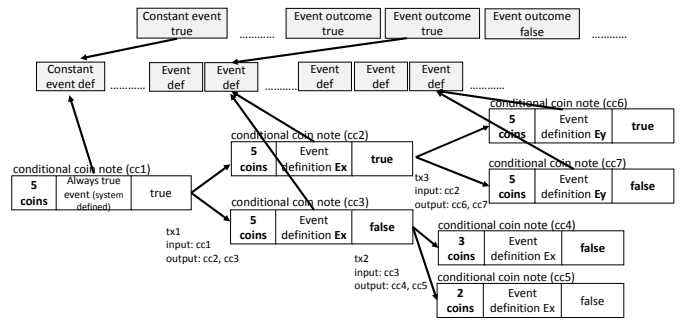 Constant event true
............
Event outcome true
Event outcome true
Event outcome false
............
Constant event def
............
Event def
Event def
............
Event def
Event def
Event def
............
conditional coin note (cc1)
5 coins
Always true event (system defined)
true
tx1
input: cc1
output: cc2, cc3
conditional coin note (cc2)
5 coins
Event definition Ex
true
conditional coin note (cc3)
5 coins
Event definition Ex
false
tx3
input: cc2
output: cc6, cc7
conditional coin note (cc6)
5 coins
Event definition Ey
true
conditional coin note (cc7)
5 coins
Event definition Ey
false
tx2
input: cc3
output: cc4, cc5
conditional coin note (cc4)
3 coins
Event definition Ex
false
conditional coin note (cc5)
2 coins
Event definition Ex
false